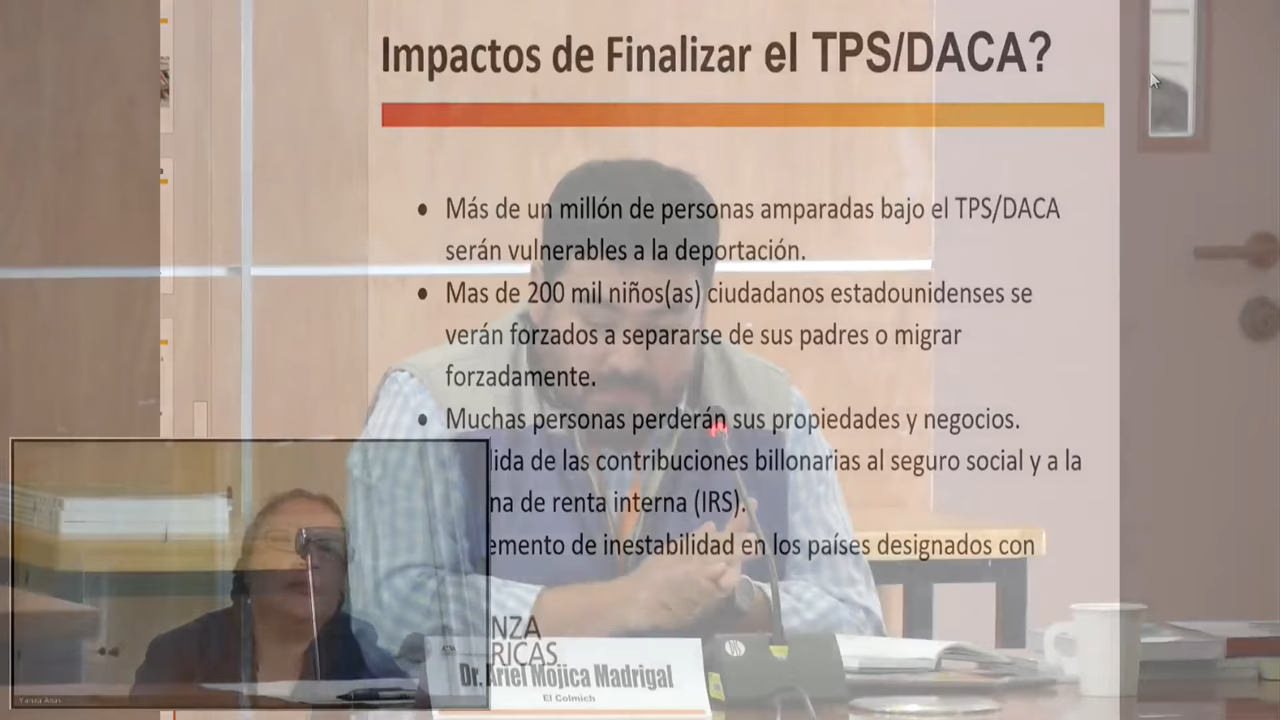 Impactos de Finalizar el TPS/DACA?
• Más de un millón de personas amparadas bajo el TPS/DACA
serán vulnerables a la deportación.
• Mas de 200 mil niños(as) ciudadanos estadounidenses se
verán forzados a separarse de sus padres o migrar
forzadamente.
• Muchas personas perderán sus propiedades y negocios.
lida de las contribuciones billonarias al seguro social y a la
na de renta interna (IRS).
emento de inestabilidad en los países designados con
NZA
RICAS
Dr. Ariel Mojica Madrigal
El Colmich